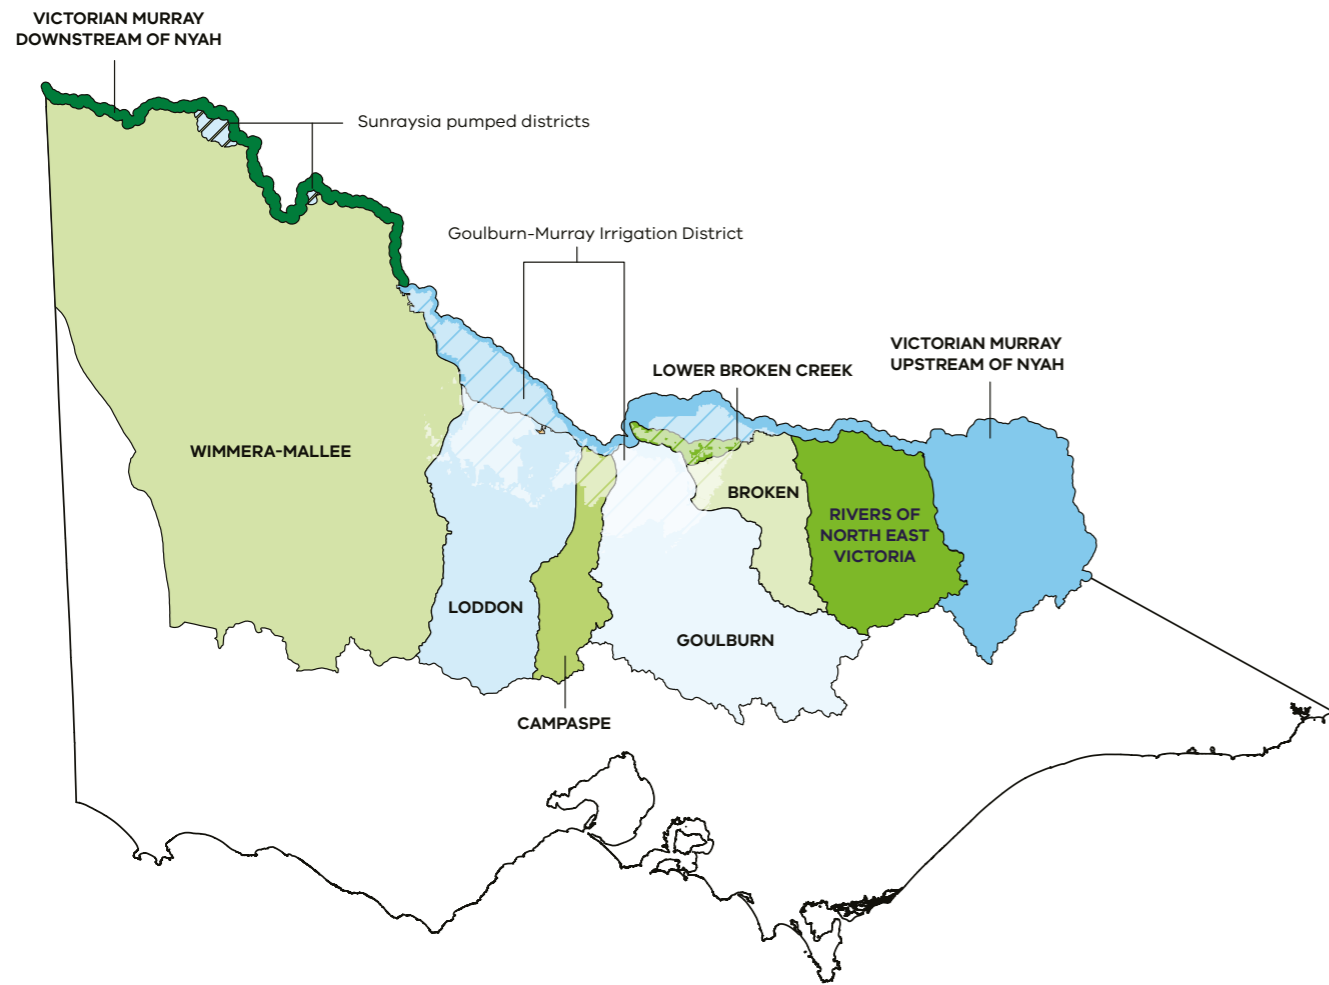 VICTORIAN MURRAY
DOWNSTREAM OF NYAH
Sunraysia pumped districts
Goulburn-Murray Irrigation District
VICTORIAN MURRAY
UPSTREAM OF NYAH
LOWER BROKEN CREEK
WIMMERA-MALLEE
BROKEN
RIVERS OF
NORTH EAST
VICTORIA
LODDON
GOULBURN
CAMPASPE